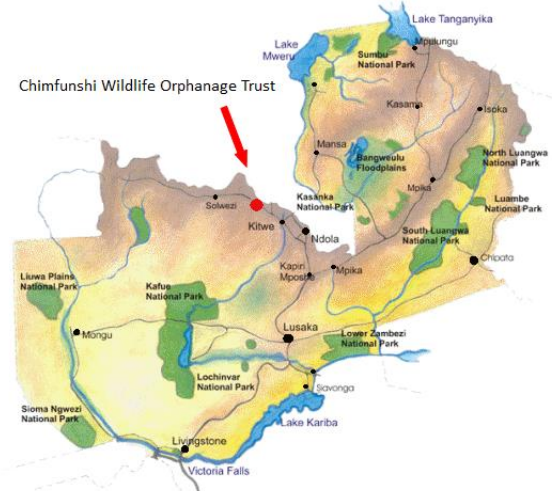 Lake Tanganyika
Lake
Mweru
Mpulungu
Sumbu
National Park
Chimfunshi Wildlife Orphanage Trust
Kasama
Isoka
Mansa
Bangweulu
Floodplains
North Luangwa
National Park
Mpika
Kasanka
National Park
Luambe
National Park
Solwezi
Kitwe
Ndola
South Luangwa
National Park
Chipata
Liuwa Plains
National Park
Kafue
National Park
Kapiri
Mposhi
Mpika
Mongu
Lusaka
Lower Zambezi
National Park
Lochinvar
National Park
Siavonga
Sioma Ngwezi
National Park
Lake Kariba
Livingstone
Victoria Falls